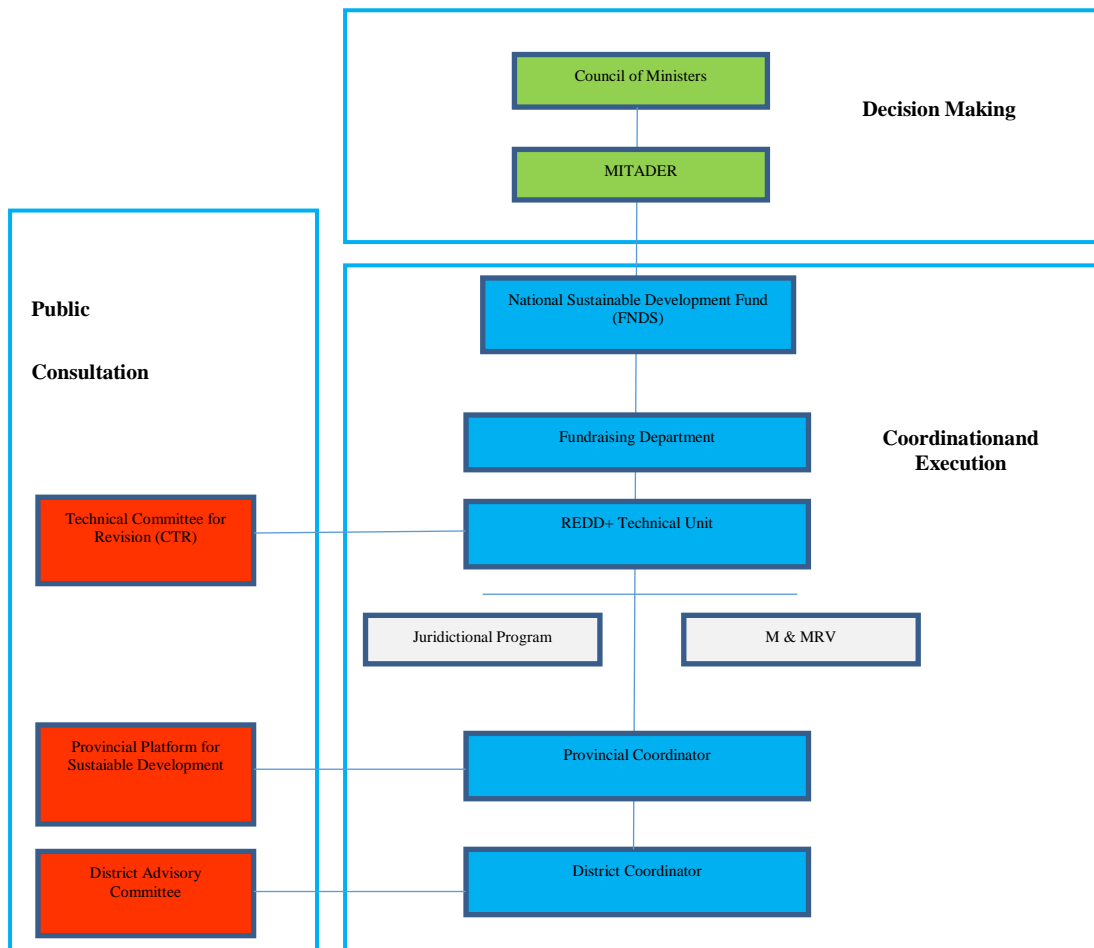 Council of Ministers
Decision Making
MITADER
Public
Consultation
National Sustainable Development Fund
(FNDS)
Fundraising Department
Coordinationand
Execution
Technical Committee for
Revision (CTR)
REDD+ Technical Unit
Juridictional Program
M & MRV
Provincial Platform for
Sustaiable Development
Provincial Coordinator
District Advisory
Committee
District Coordinator